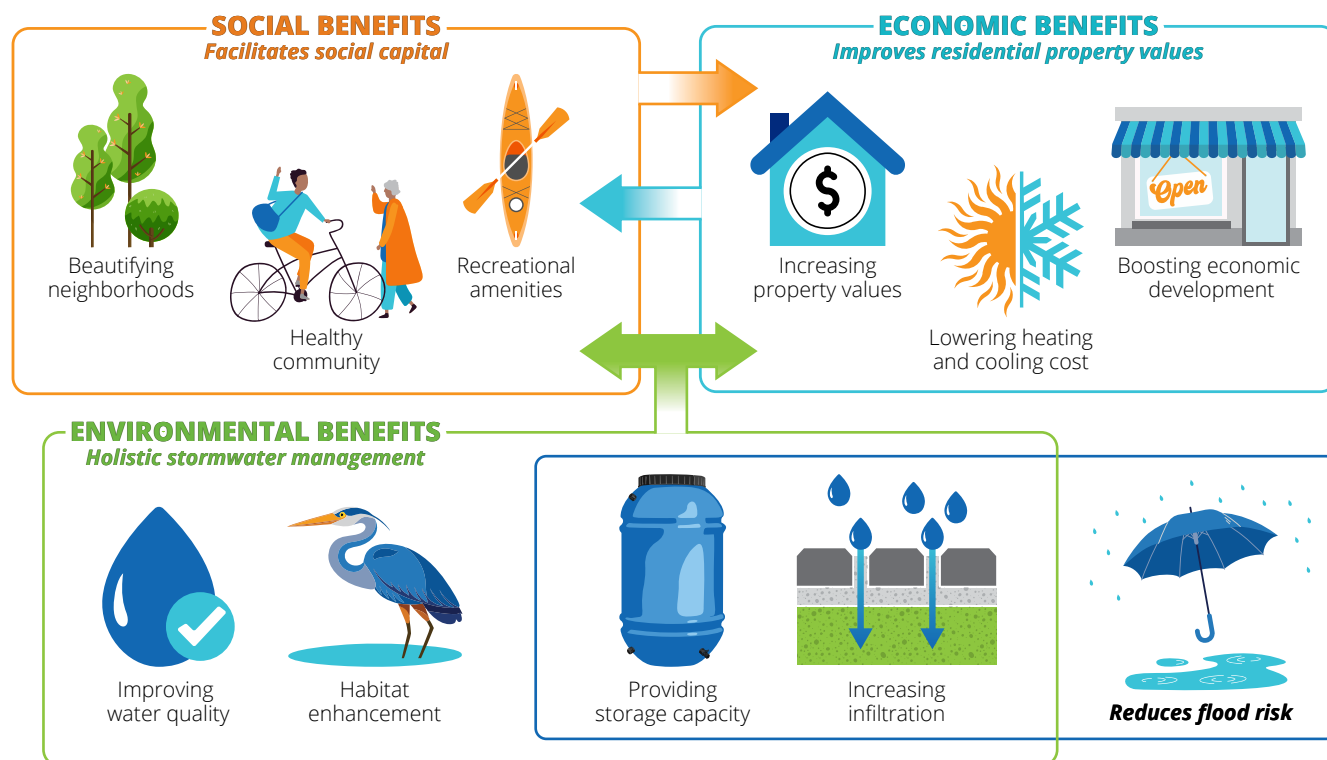 SOCIAL BENEFITS
Facilitates social capital
Beautifying
neighborhoods
Healthy
community
Recreational
amenities
ECONOMIC BENEFITS
Improves residential property values
$
Increasing
property values
Lowering heating
and cooling cost
Open
Boosting economic
development
ENVIRONMENTAL BENEFITS
Holistic stormwater management
Improving
water quality
Habitat
enhancement
Providing
storage capacity
Increasing
infiltration
Reduces flood risk